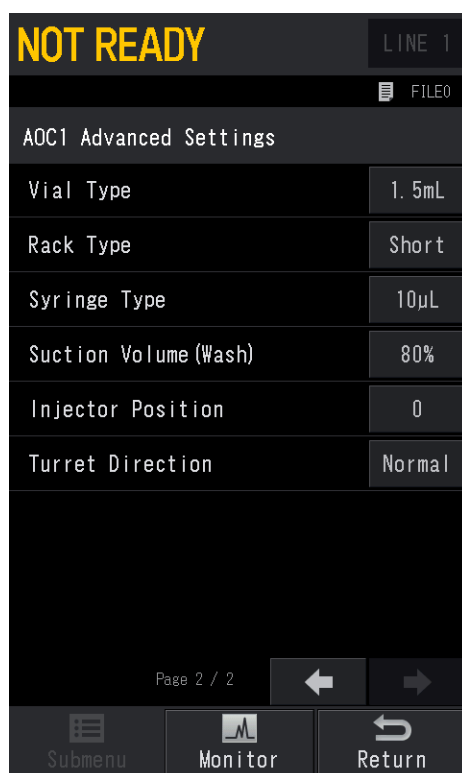 NOT READY LINE 1
FILE0
AOC1 Advanced Settings
Vial Type 1.5mL
Rack Type Short
Syringe Type 10µL
Suction Volume(Wash) 80%
Injector Position 0
Turret Direction Normal
Page 2 / 2
Submenu Monitor Return